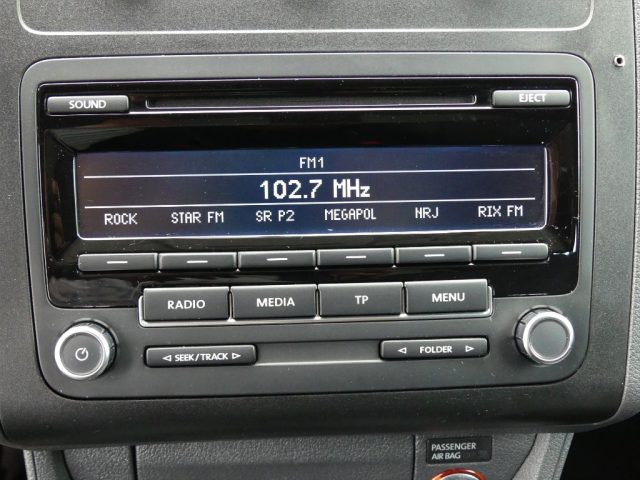 SOUND
EJECT
FM1
102.7 MHz
ROCK STAR FM SR P2 MEGAPOL NRJ RIX FM
RADIO MEDIA TP MENU
SEEK/TRACK
FOLDER
PASSENGER
AIR BAG